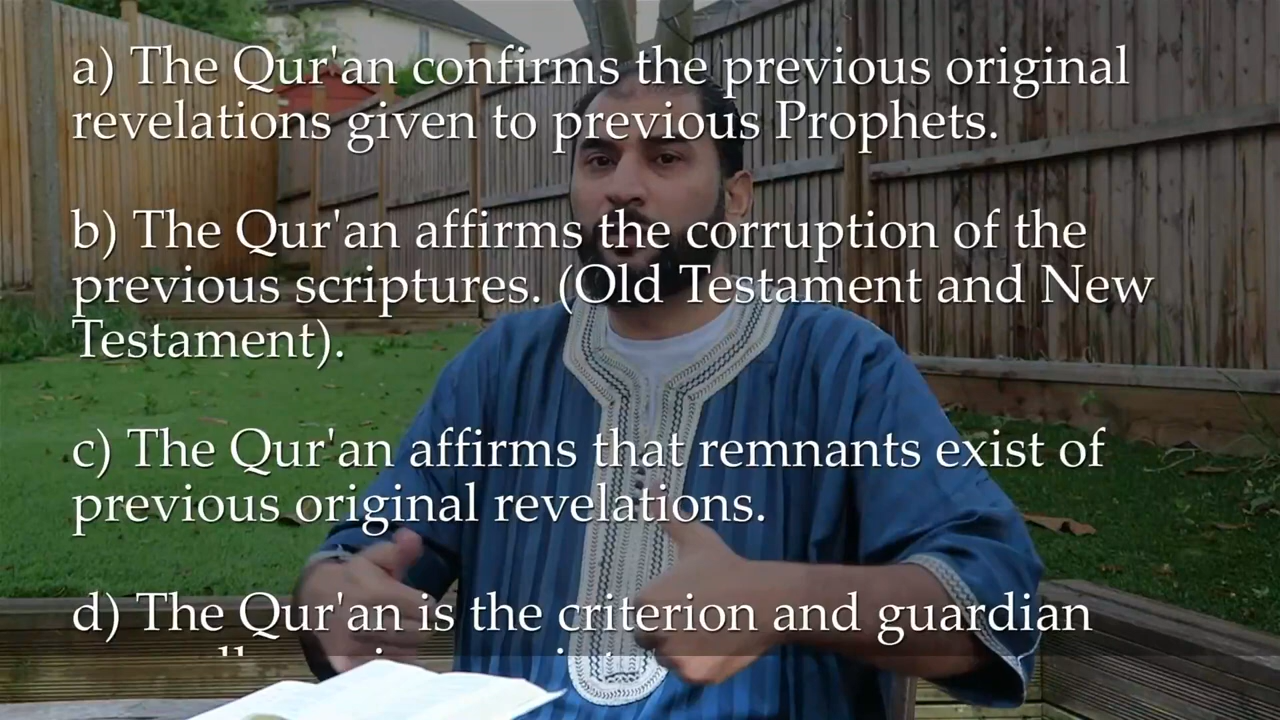 a) The Qur'an confirms the previous original
revelations given to previous Prophets.
b) The Qur'an affirms the corruption of the
previous scriptures. (Old Testament and New
Testament).
c) The Qur'an affirms that remnants exist of
previous original revelations.
d) The Qur'an is the criterion and guardian